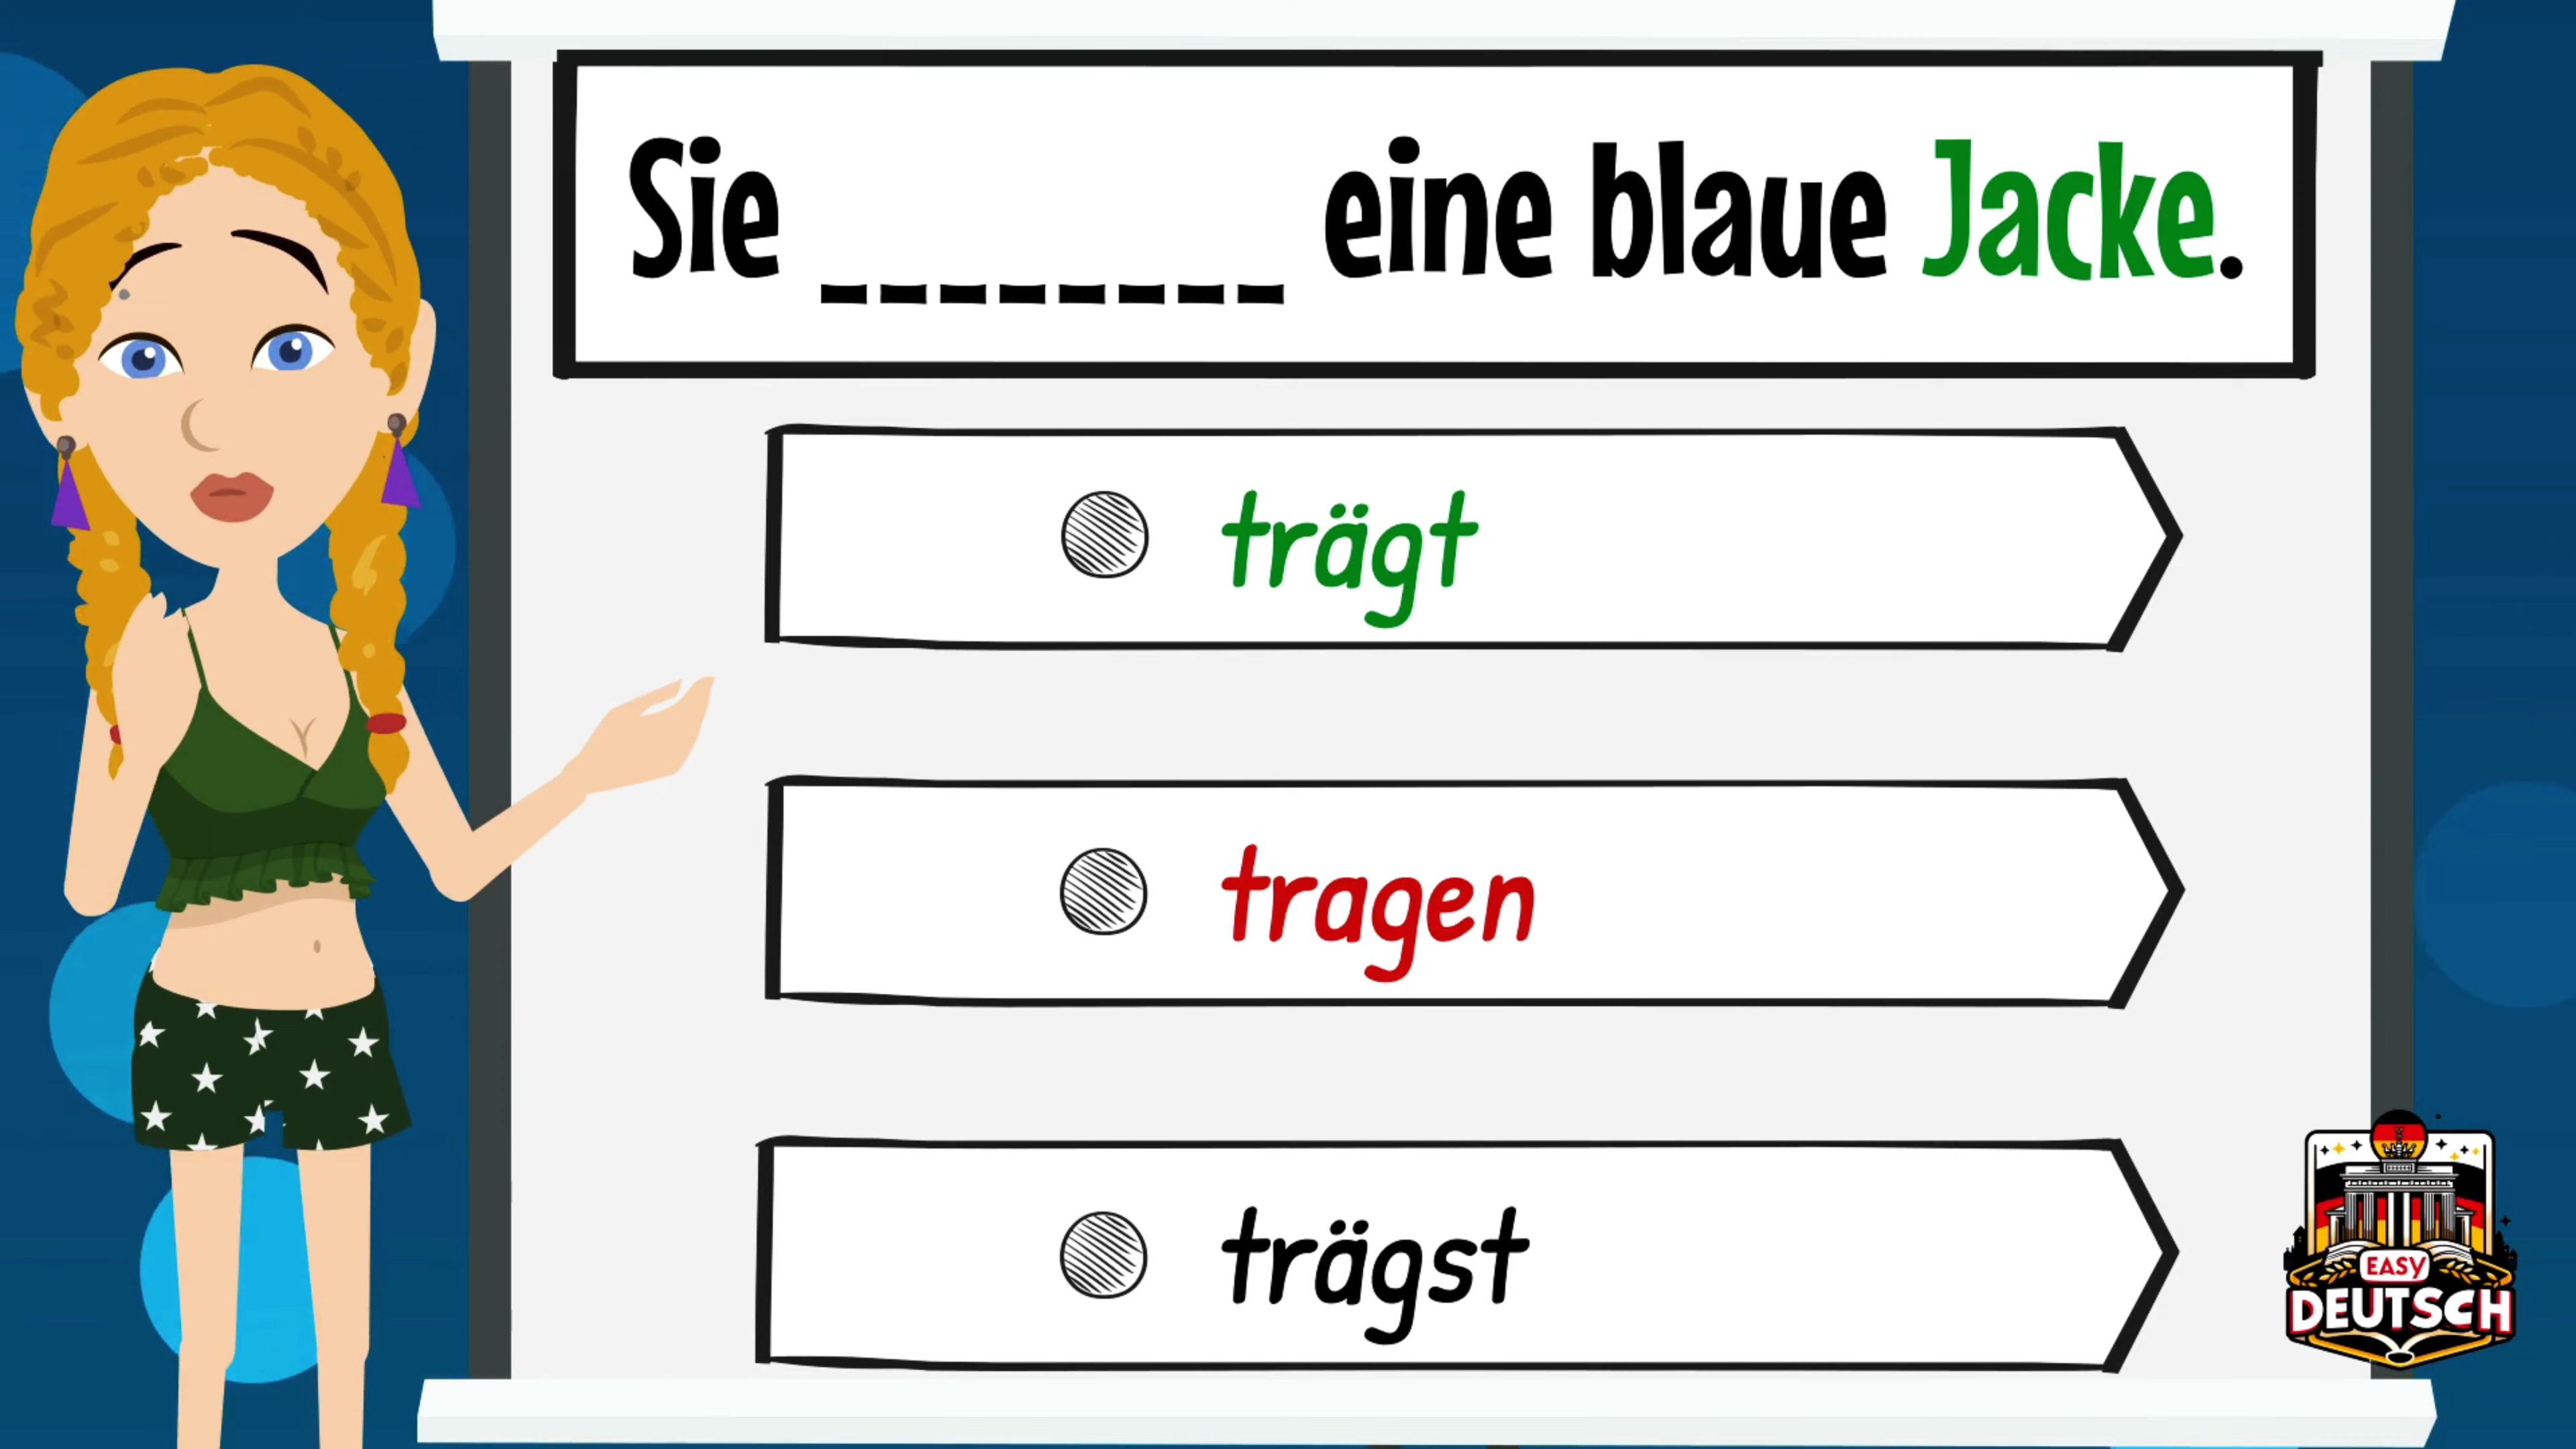 Sie ________ eine blaue Jacke.
trägt
tragen
trägst
EASY
DEUTSCH